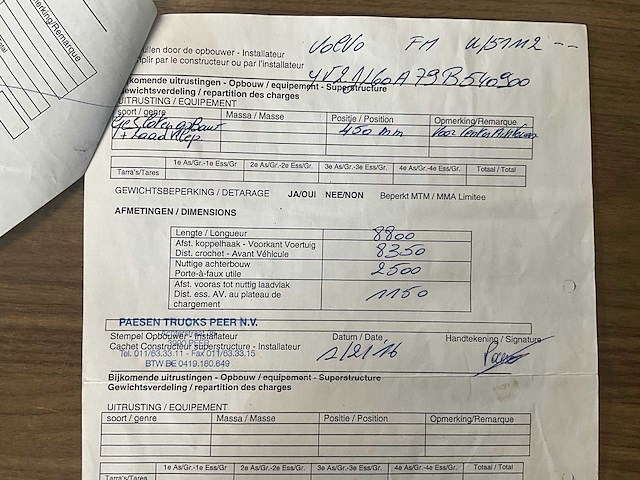 Volvo FM
ullen door de opbouwer - Installateur
plir par le constructeur ou par l'installateur
Bijkomende uitrustingen - Opbouw / equipement - Superstructure
Gewichtsverdeling / repartition des charges
UITRUSTING / EQUIPEMENT
soort / genre Massa / Masse Positie / Position Opmerking/Remarque
Gesloten opbouw 450 mm
+ Laadklep
1e As/Gr.-1e Ess/Gr 2e As/Gr.-2e Ess/Gr 3e As/Gr.-3e Ess/Gr 4e As/Gr.-4e Ess/Gr Totaal / Total
Tarra's/Tares
GEWICHTSBEPERKING / DETARAGE JA/OUI NEE/NON Beperkt MTM / MMA Limitee
AFMETINGEN / DIMENSIONS
Lengte / Longueur 8800
Afst. koppelhaak - Voorkant Voertuig
Dist. crochet - Avant Véhicule 8350
Nuttige achterbouw
Porte-à-faux utile 2500
Afst. vooras tot nuttig laadvlak
Dist. ess. AV. au plateau de
chargement 1150
PAESEN TRUCKS PEER N.V.
Stempel Opbouwer - Installateur Datum / Date Handtekening / Signature
Cachet Constructeur superstructure - Installateur
Tel. 011/63.33.11 - Fax 011/63.33.15
BTW BE 0419.180.649
Bijkomende uitrustingen - Opbouw / equipement - Superstructure
Gewichtsverdeling / repartition des charges
UITRUSTING / EQUIPEMENT
soort / genre Massa / Masse Positie / Position Opmerking/Remarque
1e As/Gr.-1e Ess/Gr 2e As/Gr.-2e Ess/Gr 3e As/Gr.-3e Ess/Gr 4e As/Gr.-4e Ess/Gr Totaal / Total
Tarra's/Tares